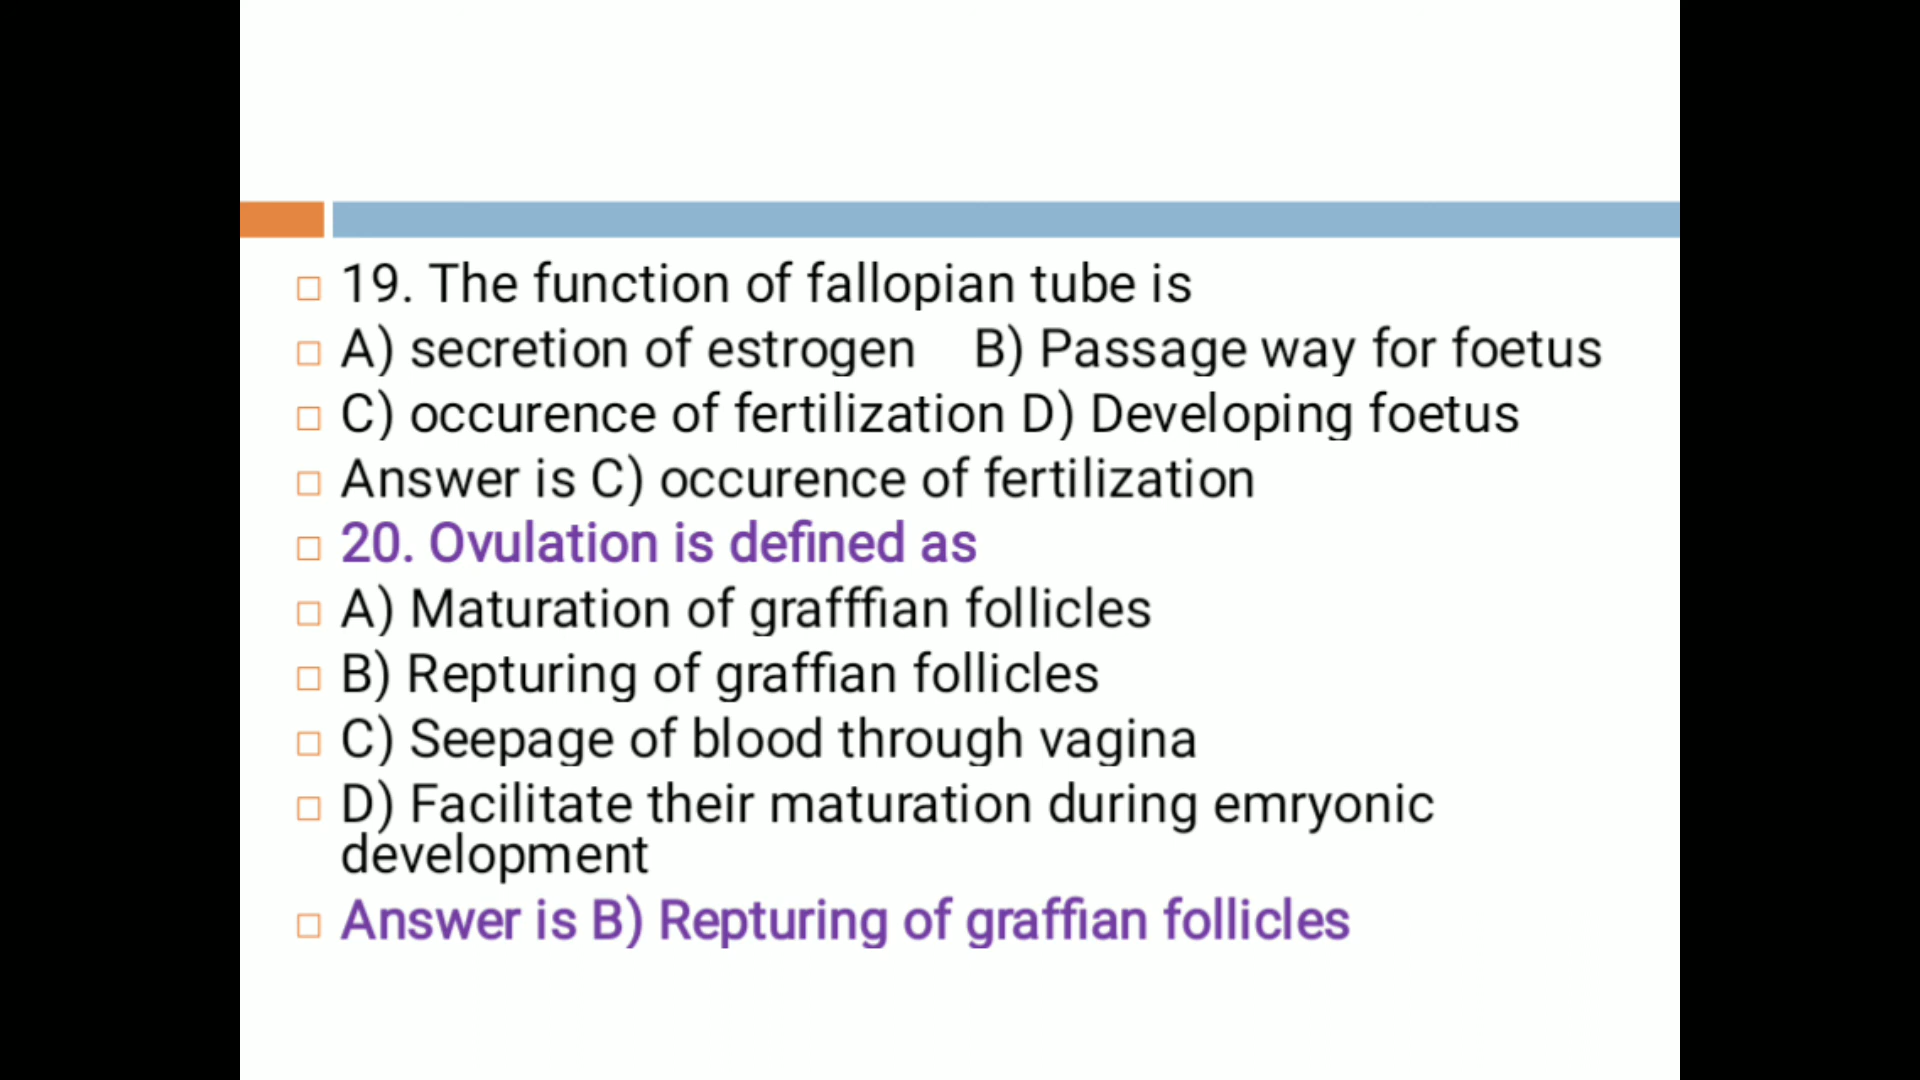 19. The function of fallopian tube is
A) secretion of estrogen B) Passage way for foetus
C) occurence of fertilization D) Developing foetus
Answer is C) occurence of fertilization
20. Ovulation is defined as
A) Maturation of grafffian follicles
B) Repturing of graffian follicles
C) Seepage of blood through vagina
D) Facilitate their maturation during emryonic
development
Answer is B) Repturing of graffian follicles